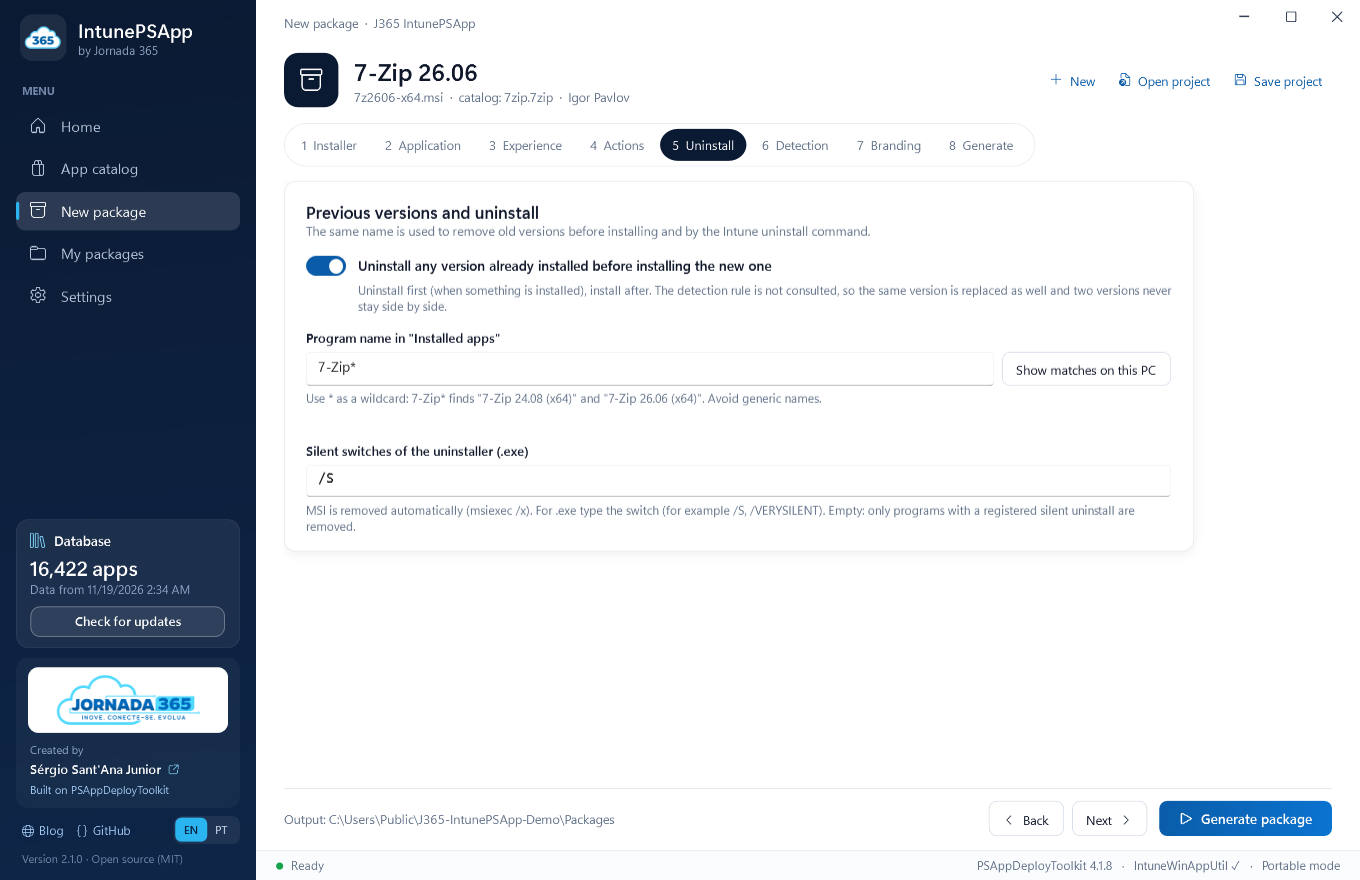 365
IntunePSApp
by Jornada 365
MENU
Home
App catalog
New package
My packages
Settings
Database
16,422 apps
Data from 11/19/2026 2:34 AM
Check for updates
JORNADA 365
INOVE. CONECTE-SE. EVOLUA
Created by
Sérgio Sant'Ana Junior
Built on PSAppDeployToolkit
Blog
{} GitHub
EN
PT
Version 2.1.0 · Open source (MIT)
New package · J365 IntunePSApp
7-Zip 26.06
7z2606-x64.msi · catalog: 7zip.7zip · Igor Pavlov
New
Open project
Save project
1 Installer
2 Application
3 Experience
4 Actions
5 Uninstall
6 Detection
7 Branding
8 Generate
Previous versions and uninstall
The same name is used to remove old versions before installing and by the Intune uninstall command.
Uninstall any version already installed before installing the new one
Uninstall first (when something is installed), install after. The detection rule is not consulted, so the same version is replaced as well and two versions never
stay side by side.
Program name in "Installed apps"
7-Zip*
Show matches on this PC
Use * as a wildcard: 7-Zip* finds "7-Zip 24.08 (x64)" and "7-Zip 26.06 (x64)". Avoid generic names.
Silent switches of the uninstaller (.exe)
/S
MSI is removed automatically (msiexec /x). For .exe type the switch (for example /S, /VERYSILENT). Empty: only programs with a registered silent uninstall are
removed.
Output: C:\Users\Public\J365-IntunePSApp-Demo\Packages
Back
Next
Generate package
Ready
PSAppDeployToolkit 4.1.8 · IntuneWinAppUtil ✓ · Portable mode